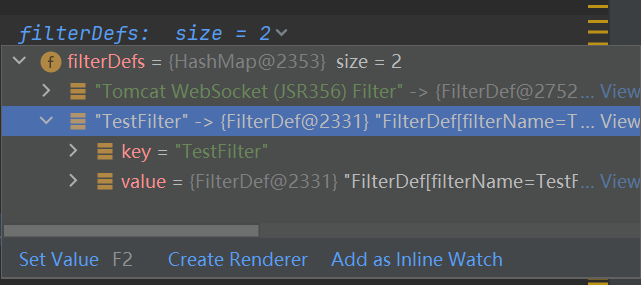 filterDefs: size = 2
f filterDefs = {HashMap@2353} size = 2
"Tomcat WebSocket (JSR356) Filter" -> {FilterDef@2752... View
"TestFilter" -> {FilterDef@2331} "FilterDef[filterName=T... View
key = "TestFilter"
value = {FilterDef@2331} "FilterDef[filterName=TestF... View
Set Value F2 Create Renderer Add as Inline Watch